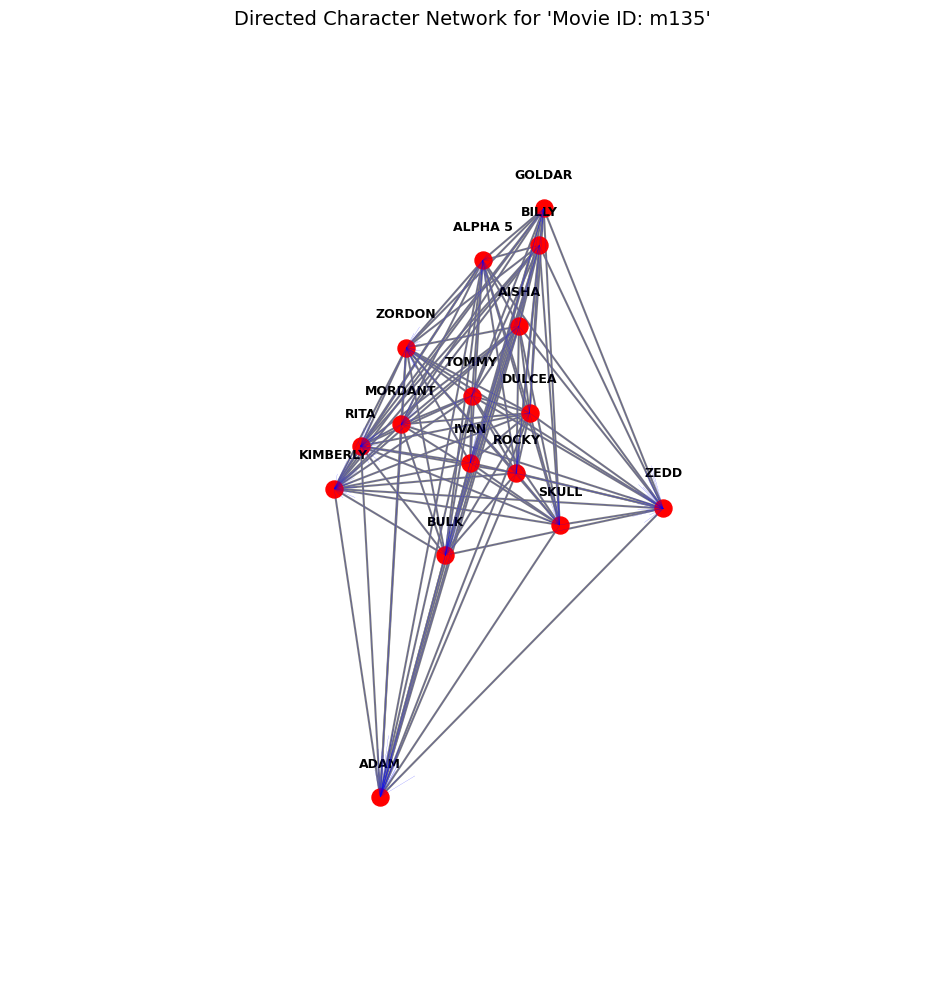 Directed Character Network for 'Movie ID: m135'
GOLDAR
BILLY
ALPHA 5
AISHA
ZORDON
TOMMY
DULCEA
MORDANT
RITA
IVAN
ROCKY
KIMBERLY
ZEDD
SKULL
BULK
ADAM